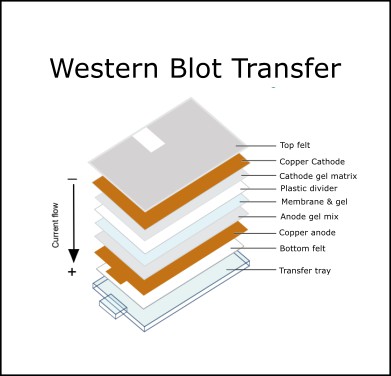 Western Blot Transfer
Top felt
Copper Cathode
Cathode gel matrix
Plastic divider
Membrane & gel
Anode gel mix
Copper anode
Bottom felt
Transfer tray
−
Current flow
+